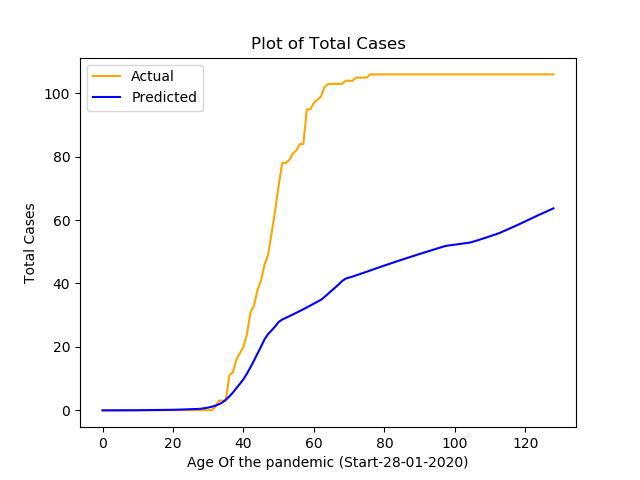 Plot of Total Cases
Actual
Predicted
Total Cases
100
80
60
40
20
0
0 20 40 60 80 100 120
Age Of the pandemic (Start-28-01-2020)